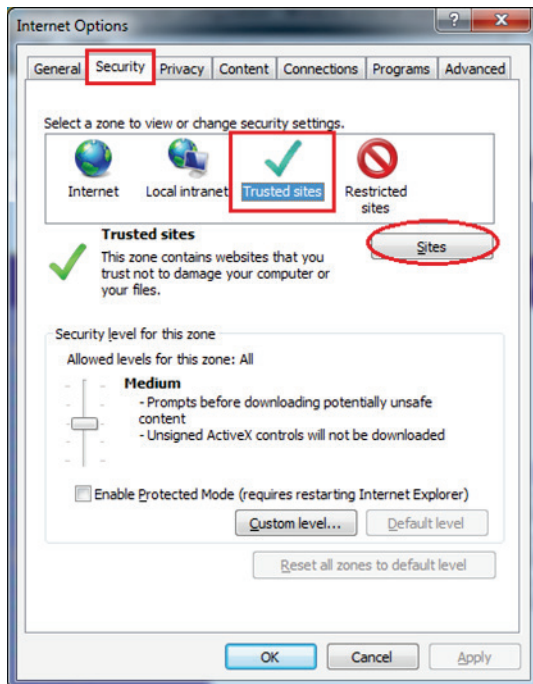 Internet Options
?
X
General Security Privacy Content Connections Programs Advanced
Select a zone to view or change security settings.
Internet
Local intranet
Trusted sites
Restricted
sites
Trusted sites
Sites
This zone contains websites that you
trust not to damage your computer or
your files.
Security level for this zone
Allowed levels for this zone: All
Medium
- Prompts before downloading potentially unsafe
content
- Unsigned ActiveX controls will not be downloaded
Enable Protected Mode (requires restarting Internet Explorer)
Custom level...
Default level
Reset all zones to default level
OK
Cancel
Apply